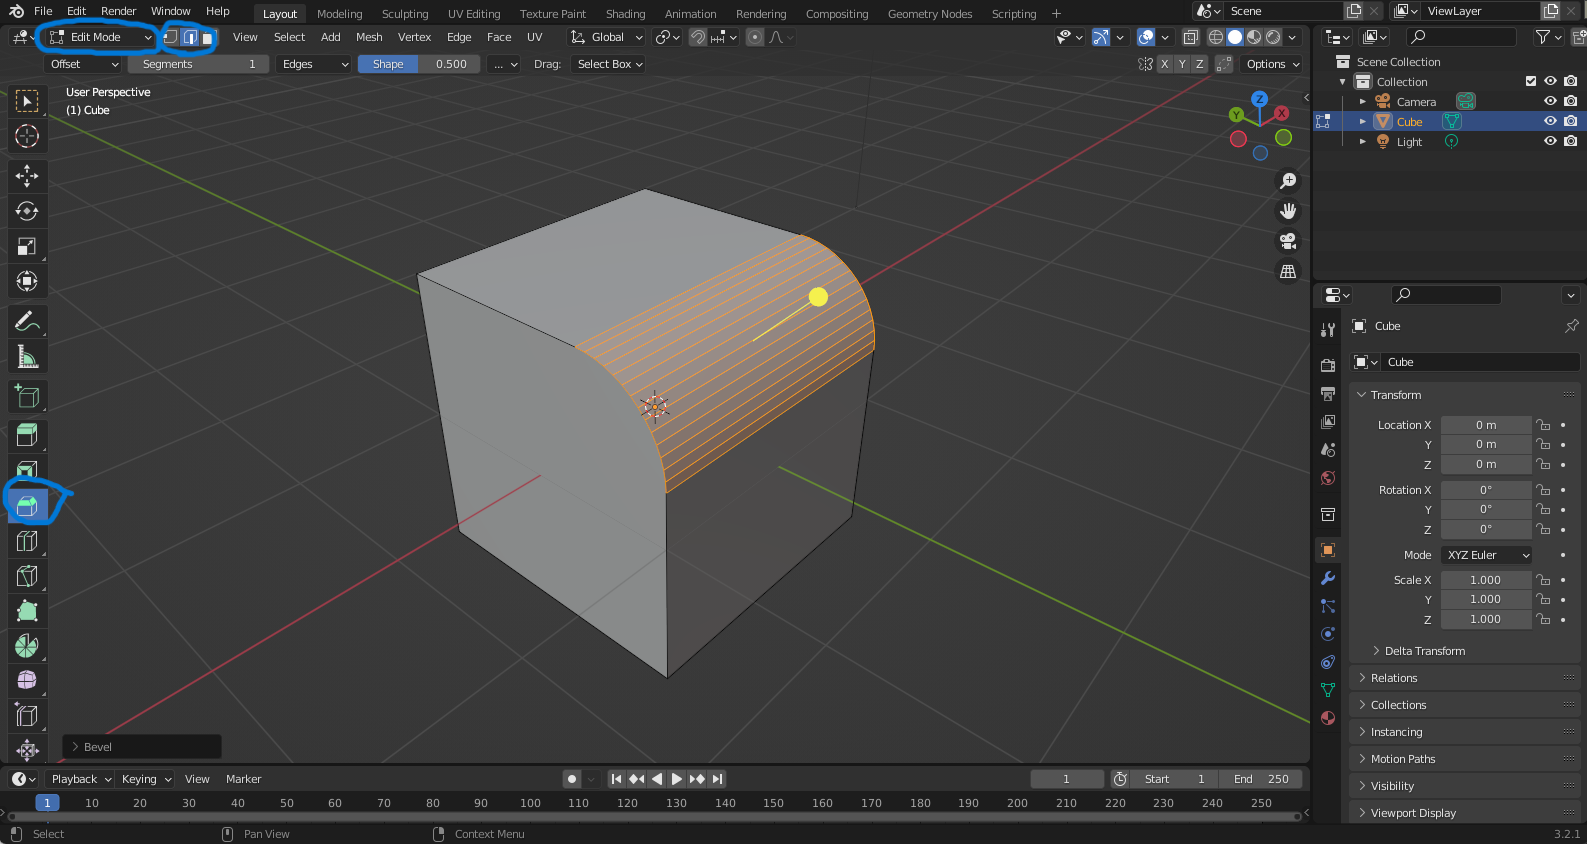 File Edit Render Window Help Layout Modeling Sculpting UV Editing Texture Paint Shading Animation Rendering Compositing Geometry Nodes Scripting + Scene ViewLayer
Edit Mode View Select Add Mesh Vertex Edge Face UV Global
Offset Segments 1 Edges Shape 0.500 ... Drag: Select Box X Y Z Options
User Perspective
(1) Cube
Z
Y X
Scene Collection
Collection
Camera
Cube
Light
Cube
Cube
Transform
Location X 0 m
Y 0 m
Z 0 m
Rotation X 0°
Y 0°
Z 0°
Mode XYZ Euler
Scale X 1.000
Y 1.000
Z 1.000
Delta Transform
Relations
Collections
Instancing
Motion Paths
Visibility
Viewport Display
Bevel
Playback Keying View Marker 1 Start 1 End 250
1 10 20 30 40 50 60 70 80 90 100 110 120 130 140 150 160 170 180 190 200 210 220 230 240 250
Select Pan View Context Menu 3.2.1